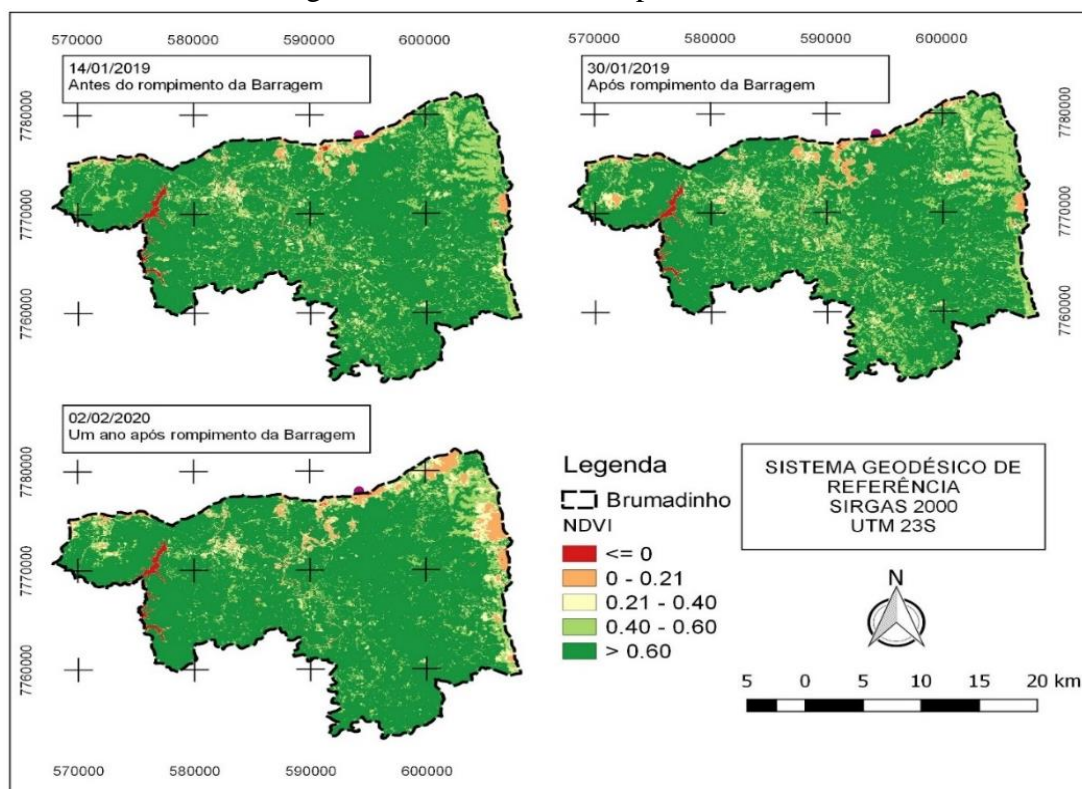 570000 580000 590000 600000
570000 580000 590000 600000
14/01/2019
Antes do rompimento da Barragem
30/01/2019
Após rompimento da Barragem
7780000
7770000
7760000
7780000
7770000
7760000
02/02/2020
Um ano após rompimento da Barragem
7780000
7770000
7760000
570000 580000 590000 600000
Legenda
Brumadinho
NDVI
<= 0
0 - 0.21
0.21 - 0.40
0.40 - 0.60
> 0.60
SISTEMA GEODÉSICO DE
REFERÊNCIA
SIRGAS 2000
UTM 23S
N
5 0 5 10 15 20 km